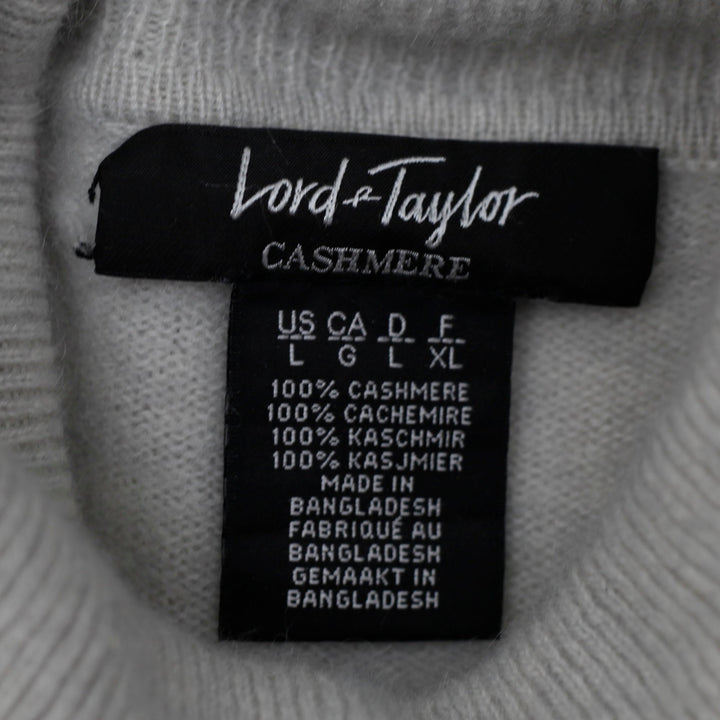 Lord & Taylor
CASHMERE
US CA D F
L G L XL
100% CASHMERE
100% CACHEMIRE
100% KASCHMIR
100% KASJMIER
MADE IN
BANGLADESH
FABRIQUÉ AU
BANGLADESH
GEMAAKT IN
BANGLADESH